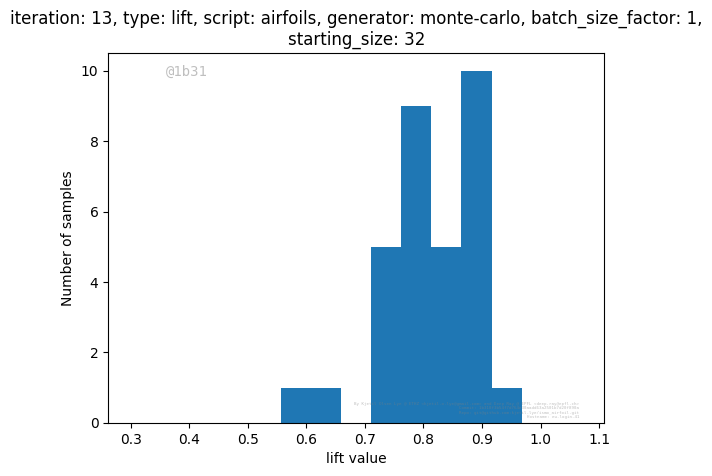 iteration: 13, type: lift, script: airfoils, generator: monte-carlo, batch_size_factor: 1,
starting_size: 32
@1b31
10
8
6
4
2
0
Number of samples
0.3 0.4 0.5 0.6 0.7 0.8 0.9 1.0 1.1
lift value